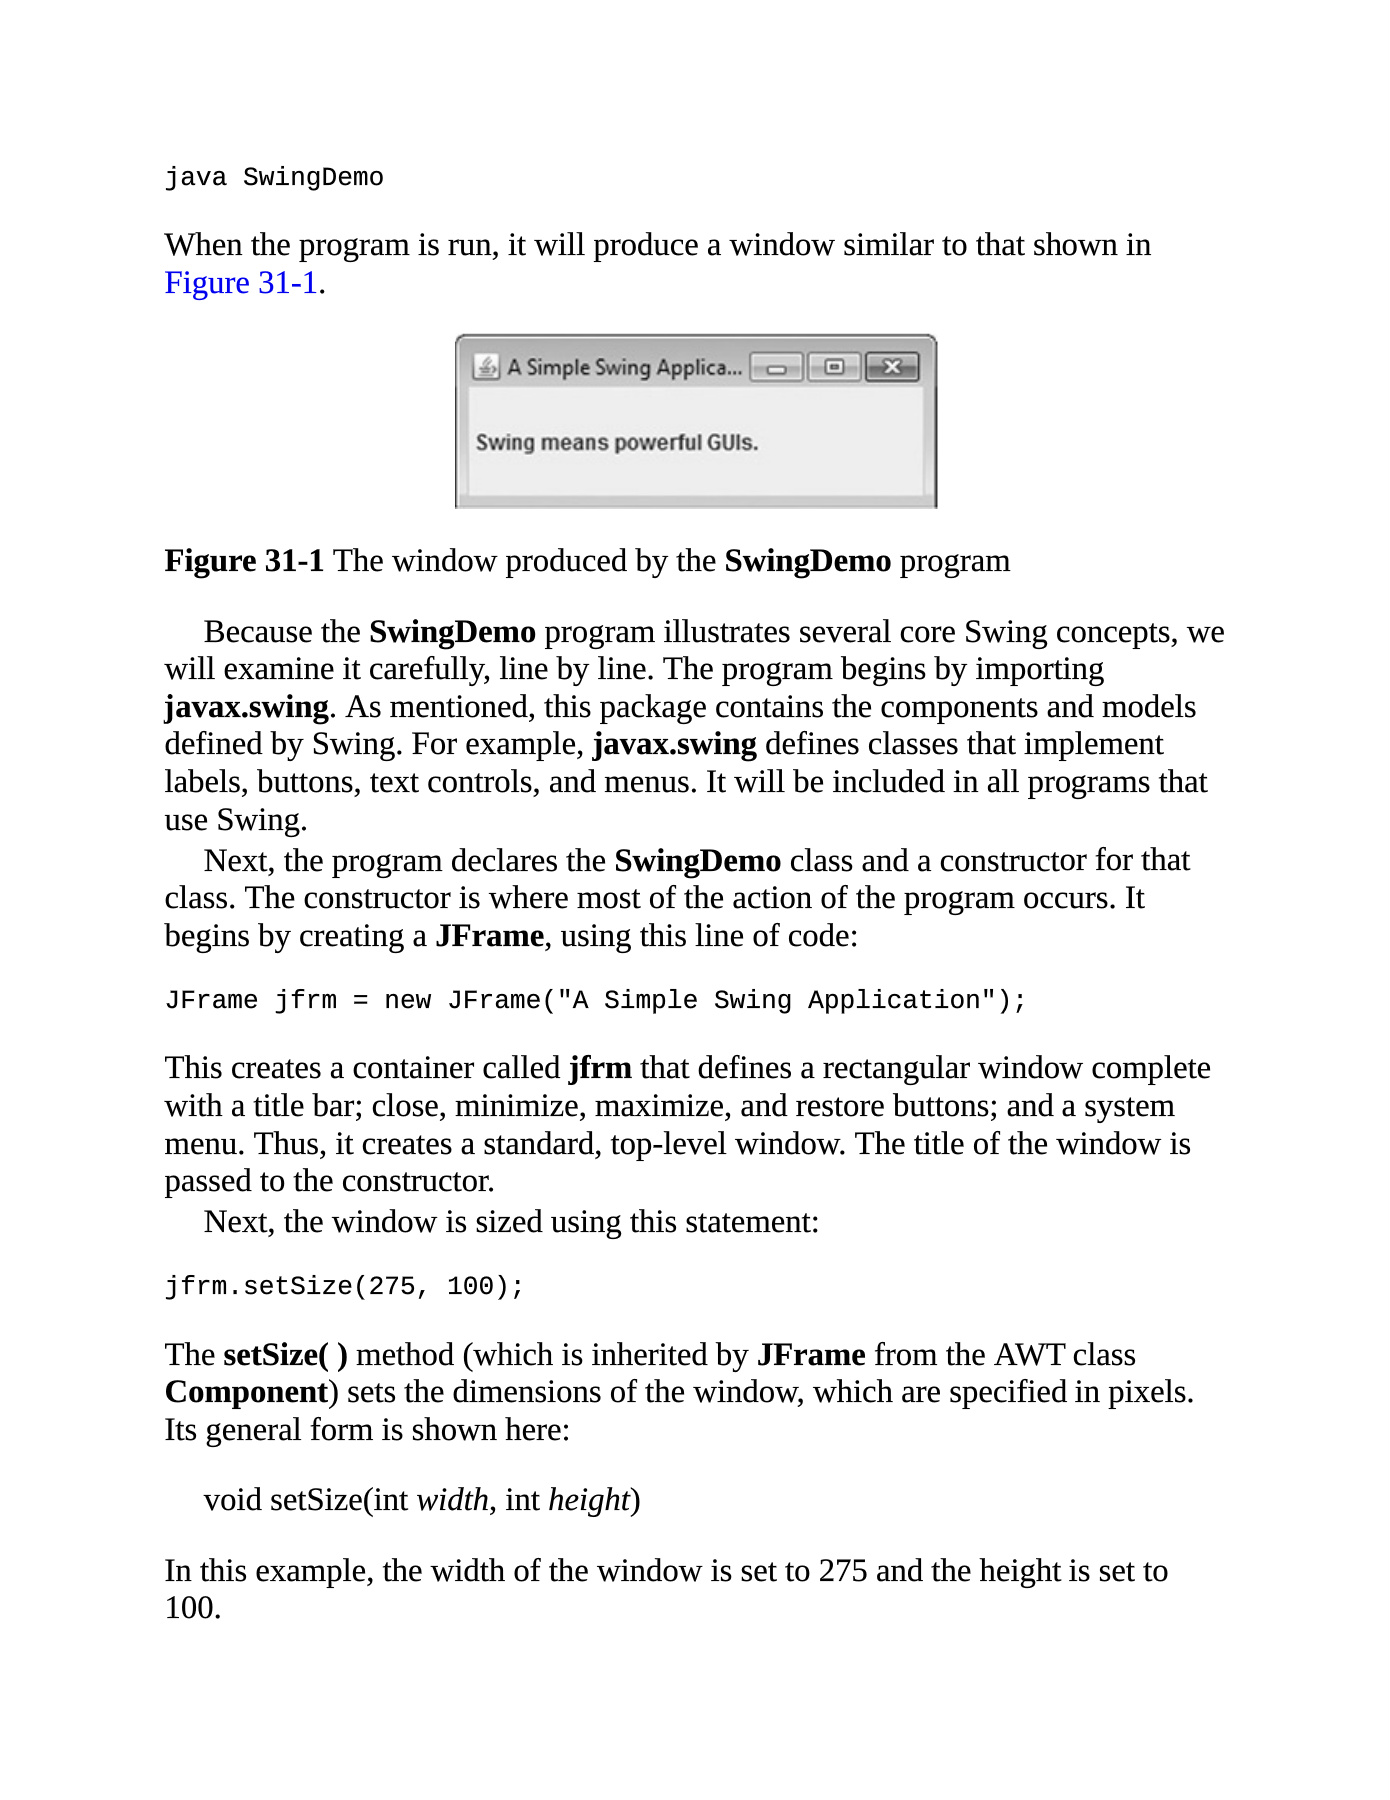 java SwingDemo
When the program is run, it will produce a window similar to that shown in
Figure 31-1.
A Simple Swing Applica...
Swing means powerful GUIs.
Figure 31-1 The window produced by the SwingDemo program
Because the SwingDemo program illustrates several core Swing concepts, we
will examine it carefully, line by line. The program begins by importing
javax.swing. As mentioned, this package contains the components and models
defined by Swing. For example, javax.swing defines classes that implement
labels, buttons, text controls, and menus. It will be included in all programs that
use Swing.
Next, the program declares the SwingDemo class and a constructor for that
class. The constructor is where most of the action of the program occurs. It
begins by creating a JFrame, using this line of code:
JFrame jfrm = new JFrame("A Simple Swing Application");
This creates a container called jfrm that defines a rectangular window complete
with a title bar; close, minimize, maximize, and restore buttons; and a system
menu. Thus, it creates a standard, top-level window. The title of the window is
passed to the constructor.
Next, the window is sized using this statement:
jfrm.setSize(275, 100);
The setSize( ) method (which is inherited by JFrame from the AWT class
Component) sets the dimensions of the window, which are specified in pixels.
Its general form is shown here:
void setSize(int width, int height)
In this example, the width of the window is set to 275 and the height is set to
100.